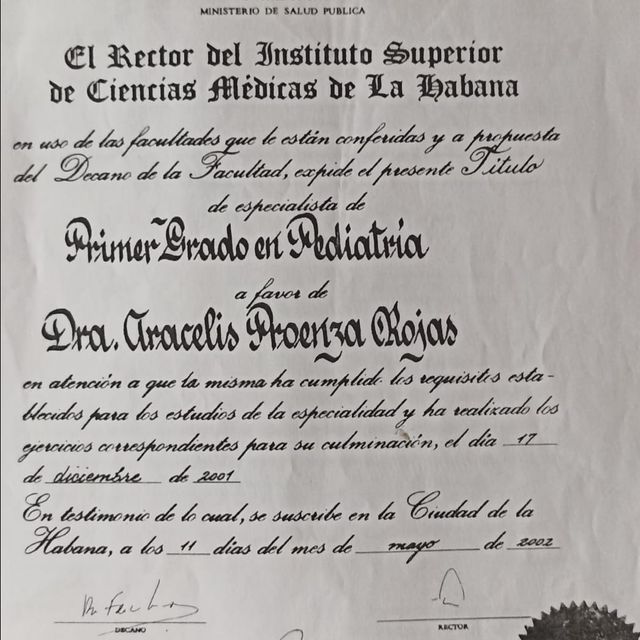 MINISTERIO DE SALUD PUBLICA
El Rector del Instituto Superior
de Ciencias Médicas de La Habana
en uso de las facultades que le están conferidas y a propuesta
del Decano de la Facultad, expide el presente Título
de especialista de
Primer Grado en Pediatría
a favor de
Dra. Aracelis Proenza Rojas
en atención a que la misma ha cumplido los requisitos esta-
blecidos para los estudios de la especialidad y ha realizado los
ejercicios correspondientes para su culminación, el día 17
de diciembre de 2001
En testimonio de lo cual, se suscribe en la Ciudad de la
Habana, a los 11 días del mes de mayo de 2002
DECANO RECTOR